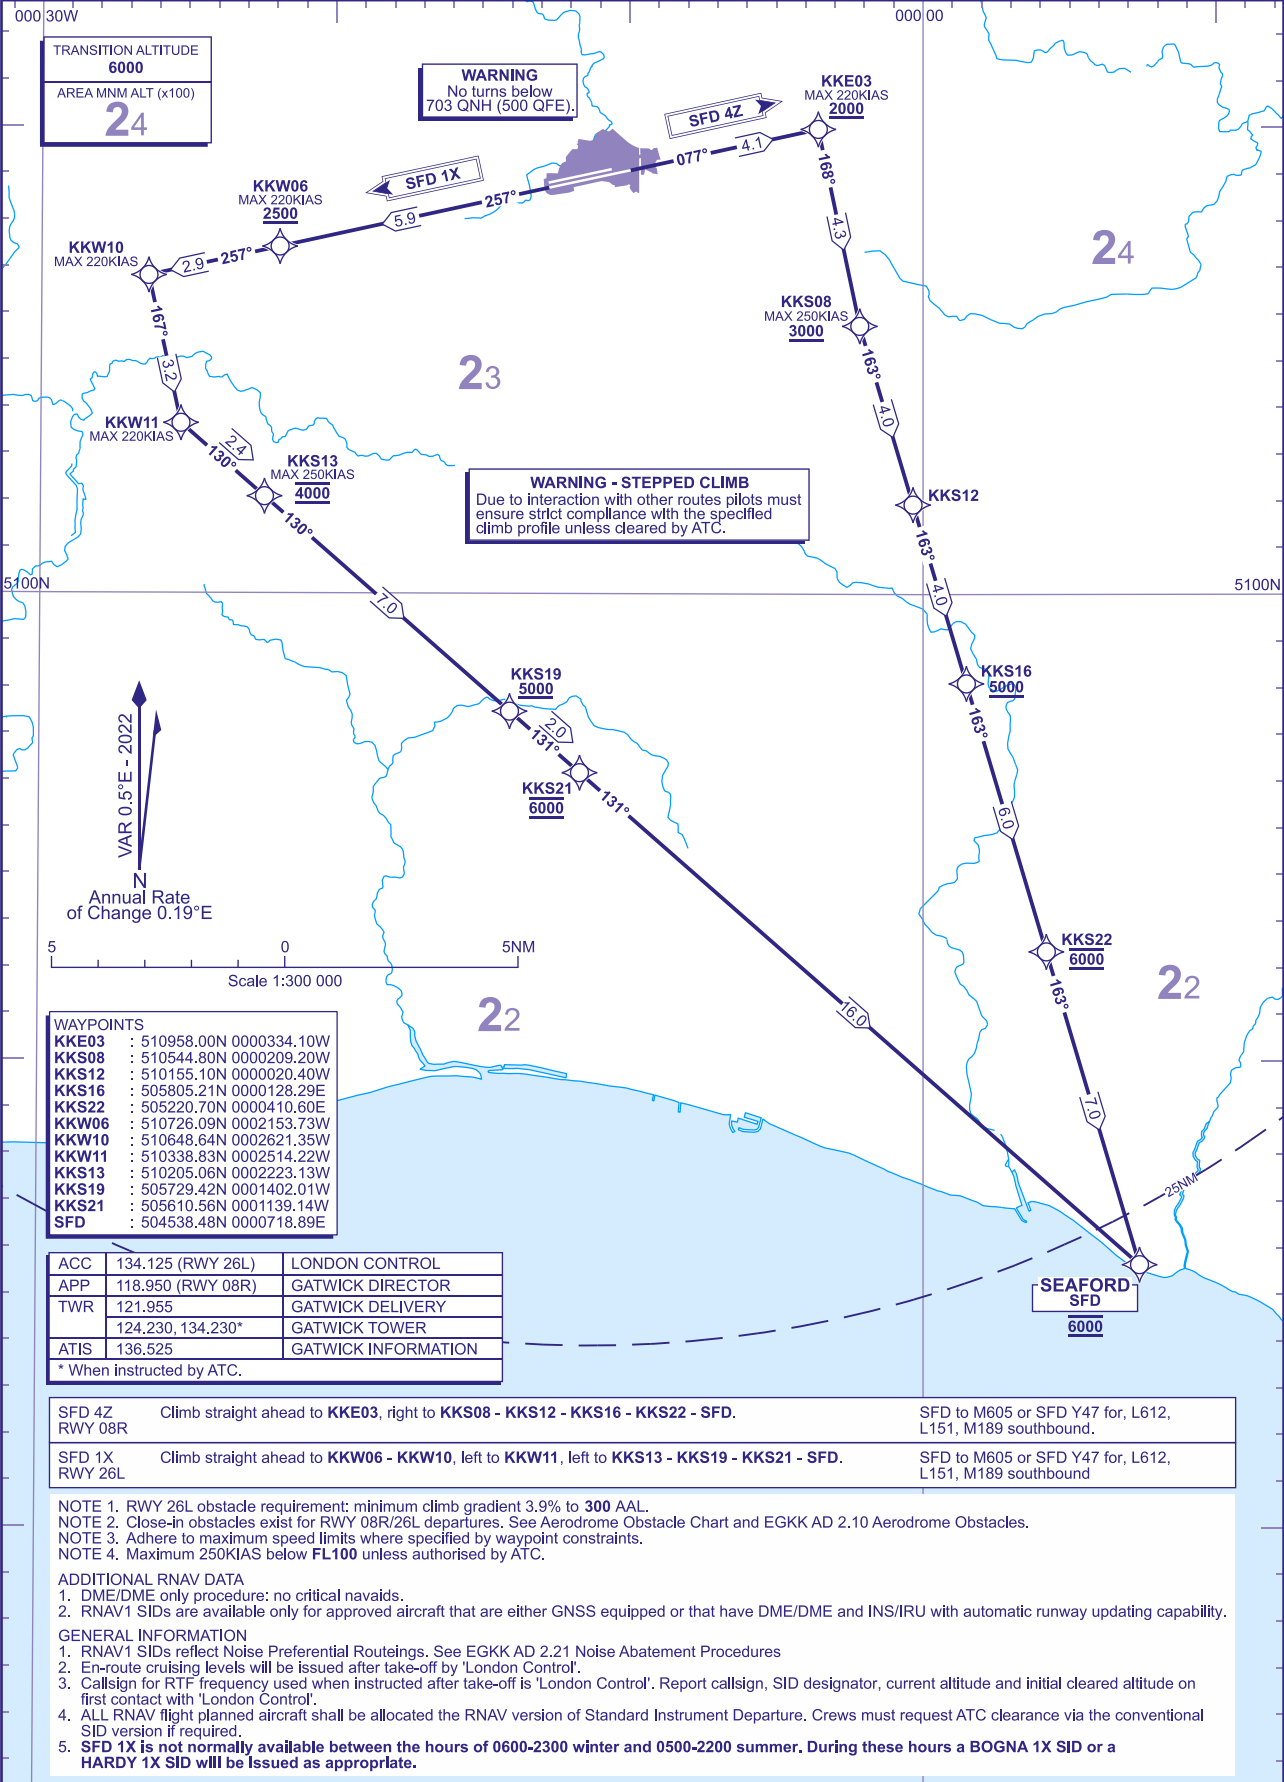 000 30W
000 00
TRANSITION ALTITUDE
6000
AREA MNM ALT (x100)
24
WARNING
No turns below
703 QNH (500 QFE).
SFD 4Z
KKE03
MAX 220KIAS
2000
077°
4.1
168°
SFD 1X
257°
5.9
KKW06
MAX 220KIAS
2500
257°
2.9
KKW10
MAX 220KIAS
4.3
24
167°
3.2
KKS08
MAX 250KIAS
3000
163°
23
4.0
KKW11
MAX 220KIAS
2.4
130°
KKS13
MAX 250KIAS
4000
130°
WARNING - STEPPED CLIMB
Due to interaction with other routes pilots must
ensure strict compliance with the specified
climb profile unless cleared by ATC.
KKS12
163°
4.0
5100N
5100N
7.0
KKS19
5000
KKS16
5000
163°
2.0
131°
KKS21
6000
131°
6.0
VAR 0.5°E - 2022
N
Annual Rate
of Change 0.19°E
5 0 5NM
Scale 1:300 000
KKS22
6000
163°
22
22
16.0
7.0
WAYPOINTS
KKE03 : 510958.00N 0000334.10W
KKS08 : 510544.80N 0000209.20W
KKS12 : 510155.10N 0000020.40W
KKS16 : 505805.21N 0000128.29E
KKS22 : 505220.70N 0000410.60E
KKW06 : 510726.09N 0002153.73W
KKW10 : 510648.64N 0002621.35W
KKW11 : 510338.83N 0002514.22W
KKS13 : 510205.06N 0002223.13W
KKS19 : 505729.42N 0001402.01W
KKS21 : 505610.56N 0001139.14W
SFD : 504538.48N 0000718.89E
25NM
SEAFORD
SFD
6000
ACC 134.125 (RWY 26L) LONDON CONTROL
APP 118.950 (RWY 08R) GATWICK DIRECTOR
TWR 121.955 GATWICK DELIVERY
124.230, 134.230* GATWICK TOWER
ATIS 136.525 GATWICK INFORMATION
* When instructed by ATC.
SFD 4Z Climb straight ahead to KKE03, right to KKS08 - KKS12 - KKS16 - KKS22 - SFD. SFD to M605 or SFD Y47 for, L612,
RWY 08R L151, M189 southbound.
SFD 1X Climb straight ahead to KKW06 - KKW10, left to KKW11, left to KKS13 - KKS19 - KKS21 - SFD. SFD to M605 or SFD Y47 for, L612,
RWY 26L L151, M189 southbound
NOTE 1. RWY 26L obstacle requirement: minimum climb gradient 3.9% to 300 AAL.
NOTE 2. Close-in obstacles exist for RWY 08R/26L departures. See Aerodrome Obstacle Chart and EGKK AD 2.10 Aerodrome Obstacles.
NOTE 3. Adhere to maximum speed limits where specified by waypoint constraints.
NOTE 4. Maximum 250KIAS below FL100 unless authorised by ATC.
ADDITIONAL RNAV DATA
1. DME/DME only procedure: no critical navaids.
2. RNAV1 SIDs are available only for approved aircraft that are either GNSS equipped or that have DME/DME and INS/IRU with automatic runway updating capability.
GENERAL INFORMATION
1. RNAV1 SIDs reflect Noise Preferential Routeings. See EGKK AD 2.21 Noise Abatement Procedures
2. En-route cruising levels will be issued after take-off by 'London Control'.
3. Callsign for RTF frequency used when instructed after take-off is 'London Control'. Report callsign, SID designator, current altitude and initial cleared altitude on
first contact with 'London Control'.
4. ALL RNAV flight planned aircraft shall be allocated the RNAV version of Standard Instrument Departure. Crews must request ATC clearance via the conventional
SID version if required.
5. SFD 1X is not normally available between the hours of 0600-2300 winter and 0500-2200 summer. During these hours a BOGNA 1X SID or a
HARDY 1X SID will be issued as appropriate.